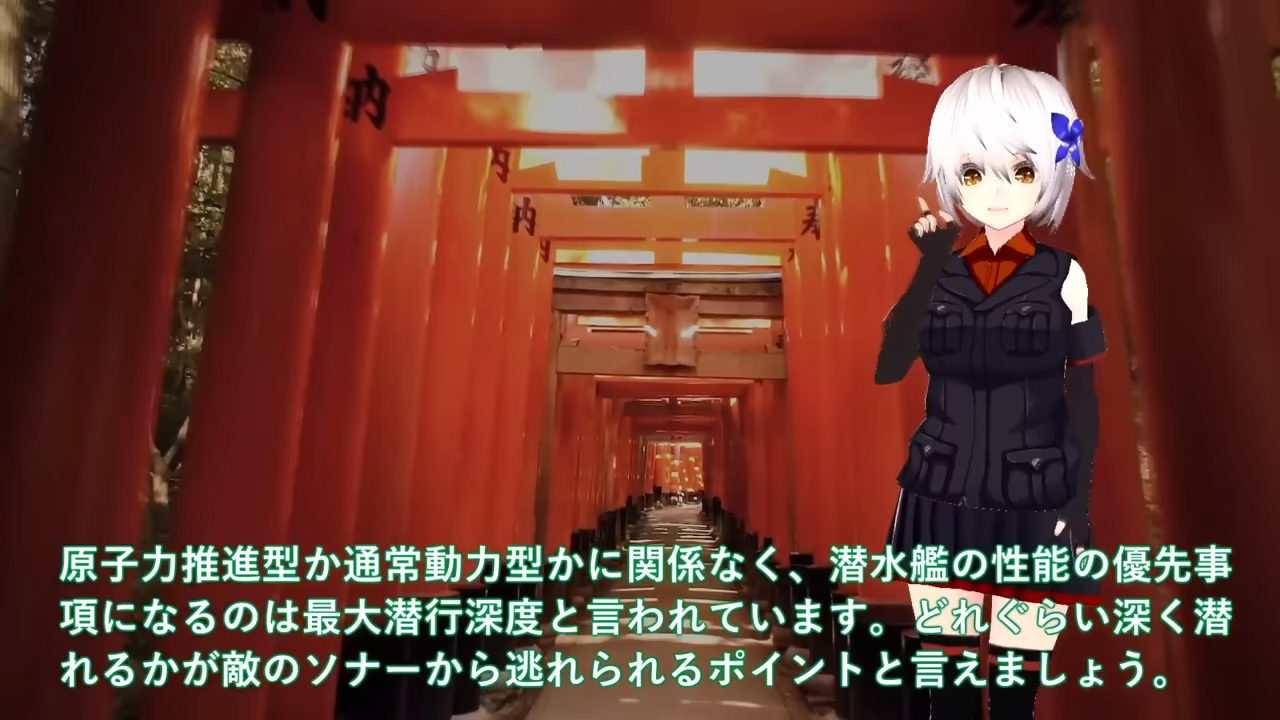 納
納
奉
原子力推進型か通常動力型かに関係なく、潜水艦の性能の優先事
項になるのは最大潜行深度と言われています。どれぐらい深く潜
れるかが敵のソナーから逃れられるポイントと言えましょう。